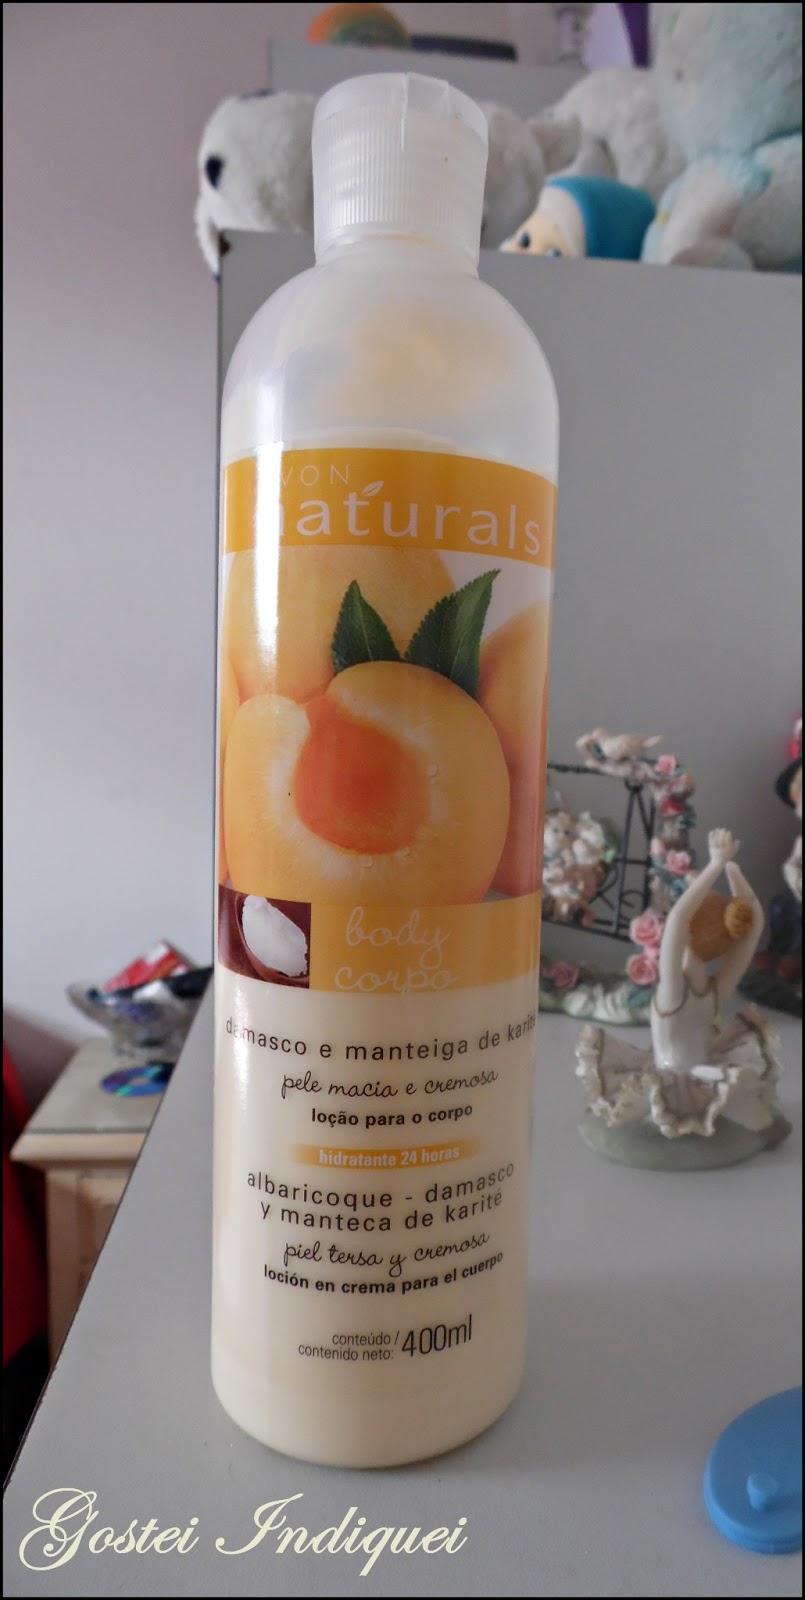 AVON
naturals
body
corpo
damasco e manteiga de karité
pele macia e cremosa
loção para o corpo
hidratante 24 horas
albaricoque - damasco
y manteca de karité
piel tersa y cremosa
loción en crema para el cuerpo
conteúdo /
contenido neto: 400ml
Gostei Indiquei